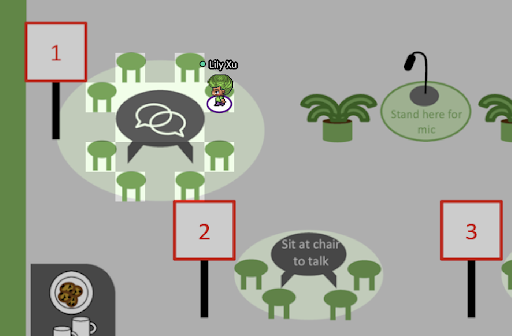 1
Lily Xu
Stand here for
mic
2
Sit at chair
to talk
3